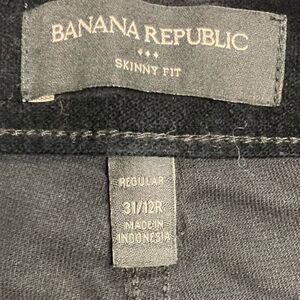 BANANA REPUBLIC
SKINNY FIT
REGULAR
31/12R
MADE IN
INDONESIA